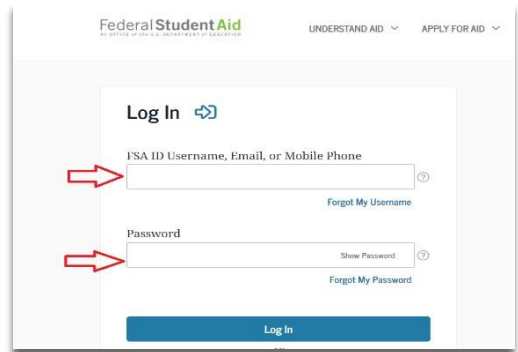 Federal Student Aid
An OFFICE of the U.S. DEPARTMENT of EDUCATION
UNDERSTAND AID
APPLY FOR AID
Log In
FSA ID Username, Email, or Mobile Phone
Forgot My Username
Password
Show Password
Forgot My Password
Log In